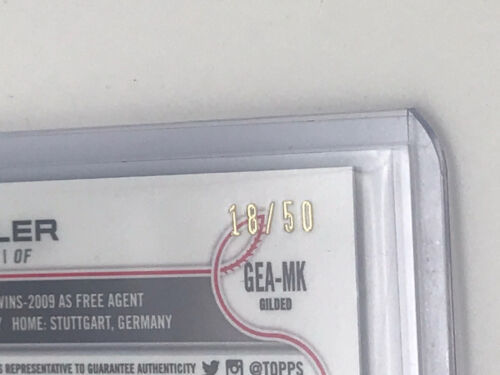 LER
18/50
1 OF
GEA-MK
GILDED
WINS-2009 AS FREE AGENT
HOME: STUTTGART, GERMANY
REPRESENTATIVE TO GUARANTEE AUTHENTICITY @TOPPS